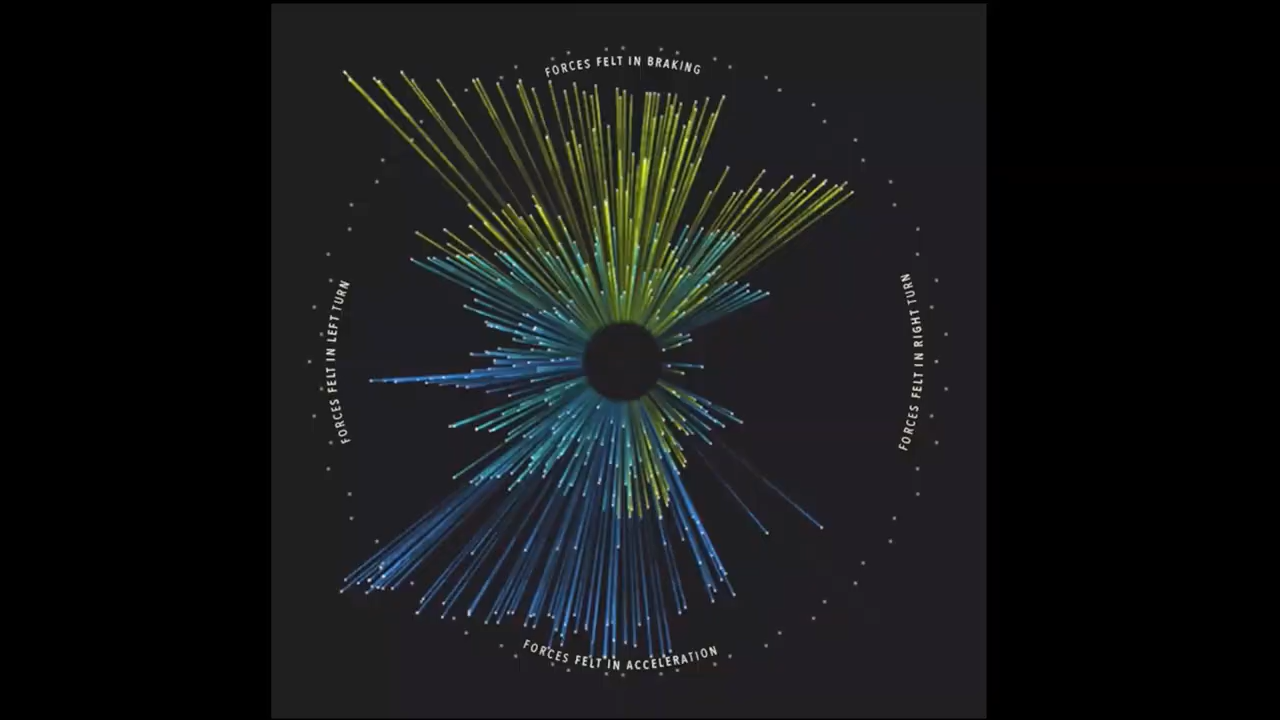 FORCES FELT IN BRAKING
FORCES FELT IN LEFT TURN
FORCES FELT IN RIGHT TURN
FORCES FELT IN ACCELERATION